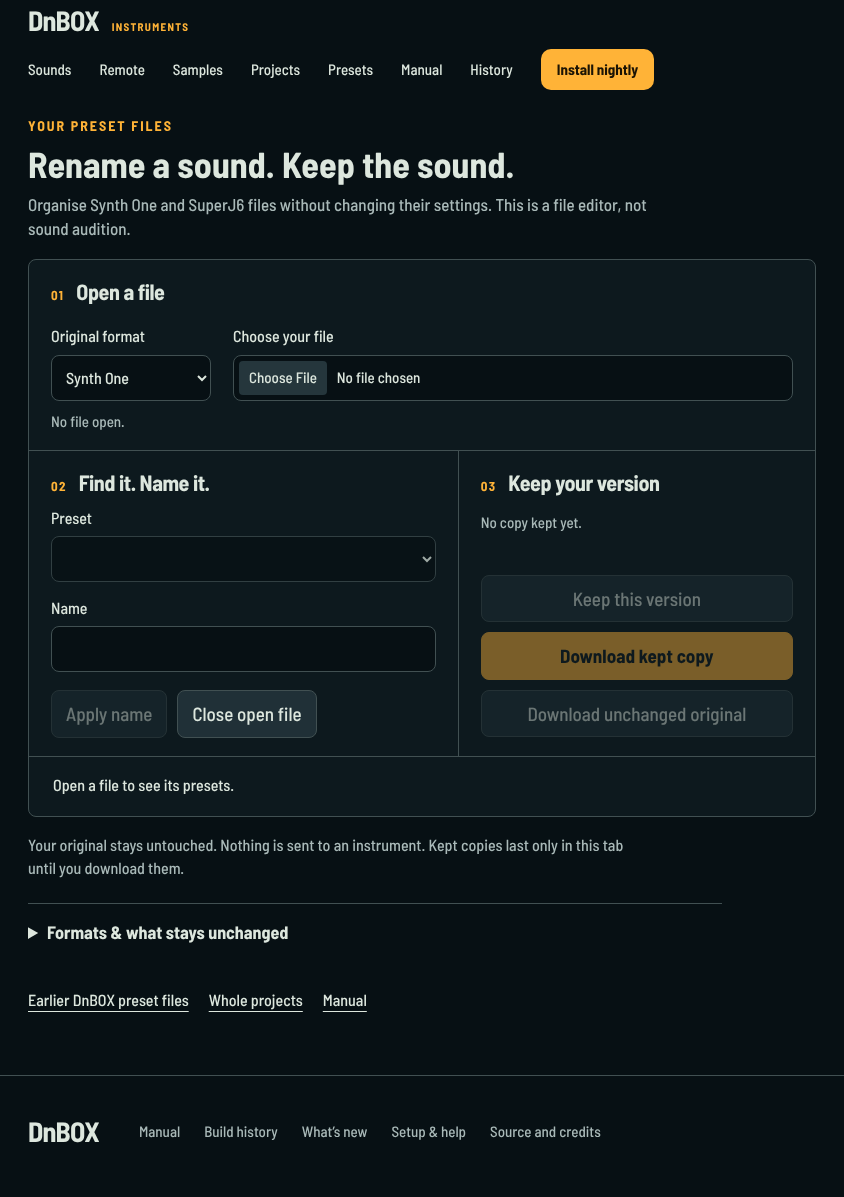 DnBOX INSTRUMENTS
Sounds Remote Samples Projects Presets Manual History Install nightly
YOUR PRESET FILES
Rename a sound. Keep the sound.
Organise Synth One and SuperJ6 files without changing their settings. This is a file editor, not
sound audition.
01 Open a file
Original format Choose your file
Synth One Choose File No file chosen
No file open.
02 Find it. Name it.
Preset
Name
Apply name Close open file
03 Keep your version
No copy kept yet.
Keep this version
Download kept copy
Download unchanged original
Open a file to see its presets.
Your original stays untouched. Nothing is sent to an instrument. Kept copies last only in this tab
until you download them.
Formats & what stays unchanged
Earlier DnBOX preset files Whole projects Manual
DnBOX Manual Build history What's new Setup & help Source and credits